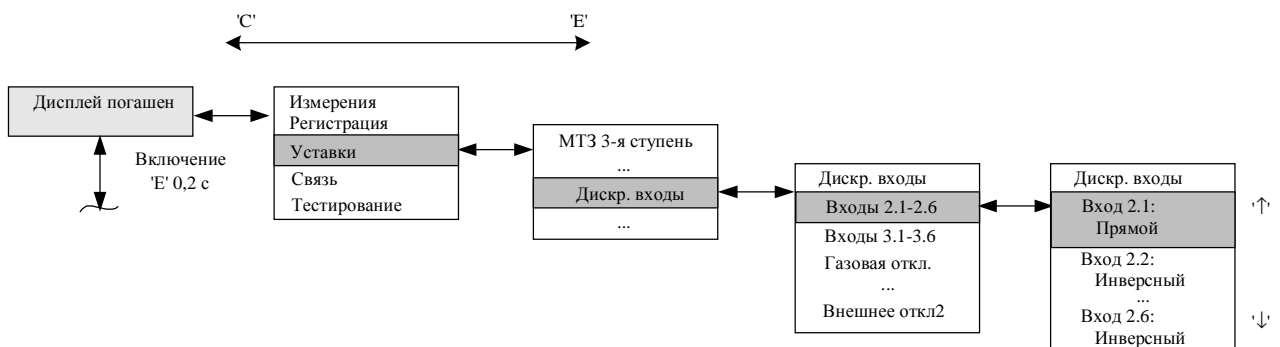 'С' 'Е'
Дисплей погашен
Включение
'Е' 0,2 с
Измерения
Регистрация
Уставки
Связь
Тестирование
МТЗ 3-я ступень
...
Дискр. входы
...
Дискр. входы
Входы 2.1-2.6
Входы 3.1-3.6
Газовая откл.
...
Внешнее откл2
Дискр. входы
Вход 2.1:
Прямой
Вход 2.2:
Инверсный
...
Вход 2.6:
Инверсный
'↑'
'↓'